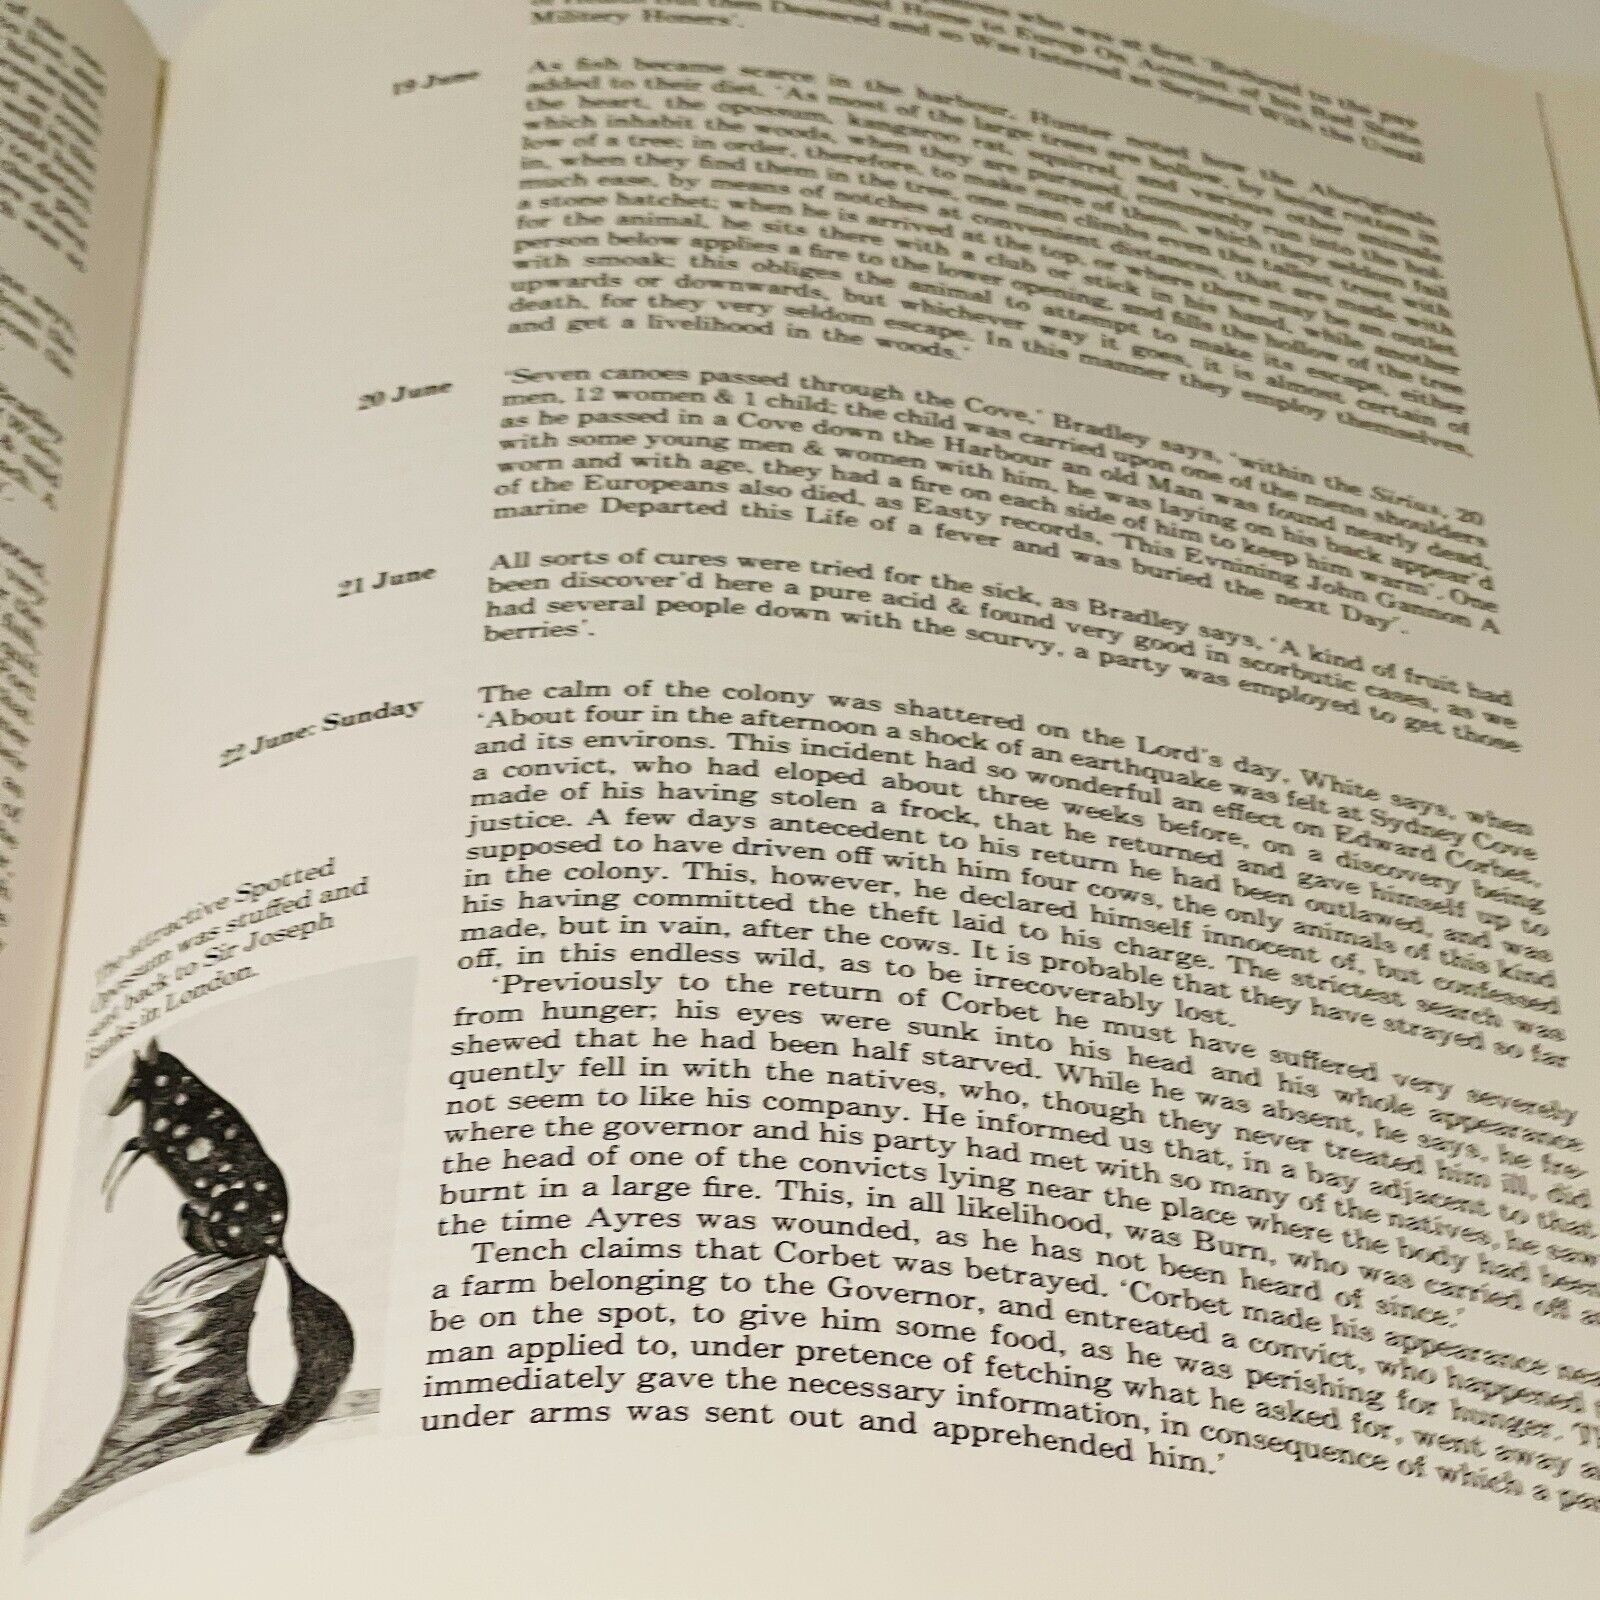 Military Honers'.
19 June
As fish became scarce in the harbour, Hunter noted how the Aboriginals
added to their diet. 'As most of the large trees are hollow, by being rotten in
the heart, the opossum, kangaroo rat, squirrel, and various other animals
which inhabit the woods, when they are pursued, commonly run into the hol-
low of a tree; in order, therefore, to make sure of them, which they seldom fail
in, when they find them in the tree, one man climbs even the tallest trees with
much ease, by means of notches at convenient distances, that are made with
a stone hatchet; when he is arrived at the top, or where there may be an outlet
for the animal, he sits there with a club or stick in his hand, while another
person below applies a fire to the lower opening, and fills the hollow of the tree
with smoak; this obliges the animal to attempt to make its escape, either
upwards or downwards, but whichever way it goes, it is almost certain of
death, for they very seldom escape. In this manner they employ themselves,
and get a livelihood in the woods.'
20 June
'Seven canoes passed through the Cove,' Bradley says, 'within the Sirius, 20
men, 12 women & 1 child; the child was carried upon one of the mens shoulders
as he passed in a Cove down the Harbour an old Man was found nearly dead,
with some young men & women with him, he was laying on his back appear'd
worn and with age, they had a fire on each side of him to keep him warm'. One
of the Europeans also died, as Easty records, 'This Evnining John Gannon A
marine Departed this Life of a fever and was buried the next Day'.
21 June
All sorts of cures were tried for the sick, as Bradley says, 'A kind of fruit had
been discover'd here a pure acid & found very good in scorbutic cases, as we
had several people down with the scurvy, a party was employed to get those
berries'.
22 June: Sunday
The calm of the colony was shattered on the Lord's day, White says, when
'About four in the afternoon a shock of an earthquake was felt at Sydney Cove
and its environs. This incident had so wonderful an effect on Edward Corbet,
a convict, who had eloped about three weeks before, on a discovery being
made of his having stolen a frock, that he returned and gave himself up to
justice. A few days antecedent to his return he had been outlawed, and was
supposed to have driven off with him four cows, the only animals of this kind
in the colony. This, however, he declared himself innocent of, but confessed
his having committed the theft laid to his charge. The strictest search was
made, but in vain, after the cows. It is probable that they have strayed so far
off, in this endless wild, as to be irrecoverably lost.
'Previously to the return of Corbet he must have suffered very severely
from hunger; his eyes were sunk into his head and his whole appearance
shewed that he had been half starved. While he was absent, he says, he fre-
quently fell in with the natives, who, though they never treated him ill, did
not seem to like his company. He informed us that, in a bay adjacent to that,
where the governor and his party had met with so many of the natives, he saw
the head of one of the convicts lying near the place where the body had been
burnt in a large fire. This, in all likelihood, was Burn, who was carried off a
the time Ayres was wounded, as he has not been heard of since.'
Tench claims that Corbet was betrayed. 'Corbet made his appearance nea
a farm belonging to the Governor, and entreated a convict, who happened
be on the spot, to give him some food, as he was perishing for hunger. Th
man applied to, under pretence of fetching what he asked for, went away a
immediately gave the necessary information, in consequence of which a pa
under arms was sent out and apprehended him.'
The attractive Spotted
Opossum was stuffed and
sent back to Sir Joseph
Banks in London.